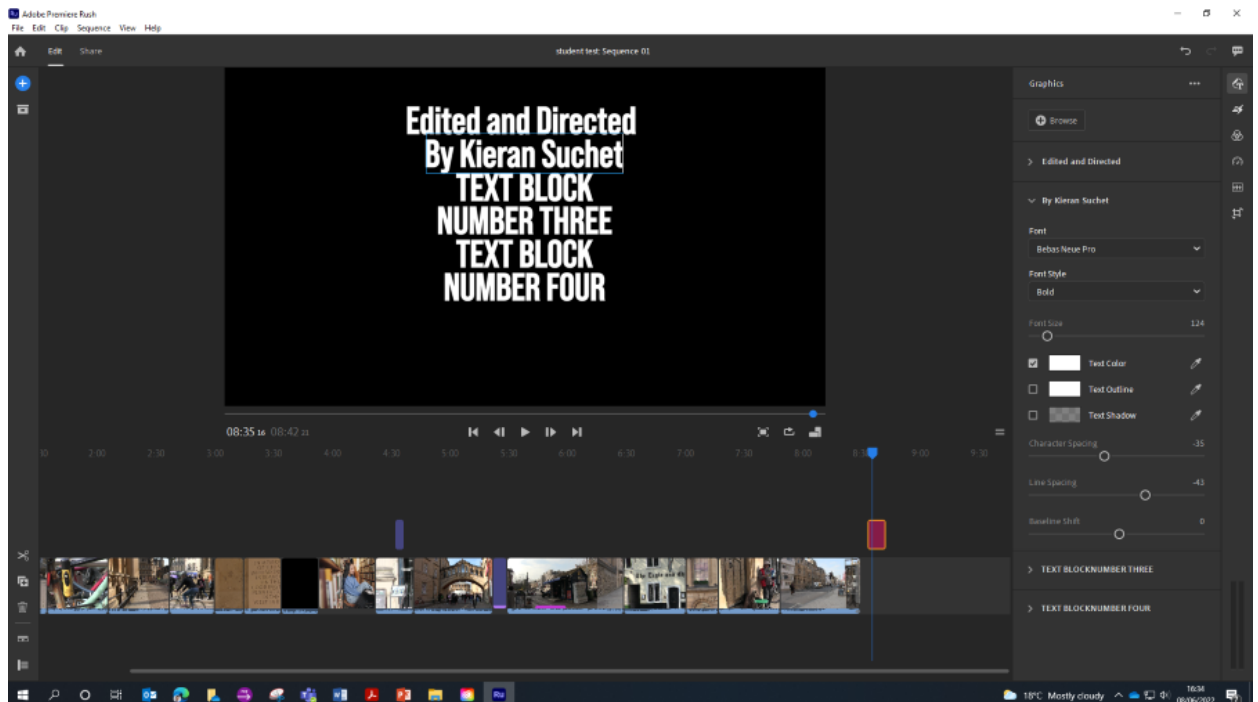 Adobe Premiere Rush
File Edit Clip Sequence View Help
Edit Share
student test: Sequence 01
Graphics
Browse
Edited and Directed
By Kieran Suchet
Font
Bebas Neue Pro
Font Style
Bold
Font Size 124
Text Color
Text Outline
Text Shadow
Character Spacing -35
Line Spacing -43
Baseline Shift 0
TEXT BLOCKNUMBER THREE
TEXT BLOCKNUMBER FOUR
Edited and Directed
By Kieran Suchet
TEXT BLOCK
NUMBER THREE
TEXT BLOCK
NUMBER FOUR
08:35 16 08:42 21
2:00 2:30 3:00 3:30 4:00 4:30 5:00 5:30 6:00 6:30 7:00 7:30 8:00 9:00 9:30
18°C Mostly cloudy
16:34
08/06/2022